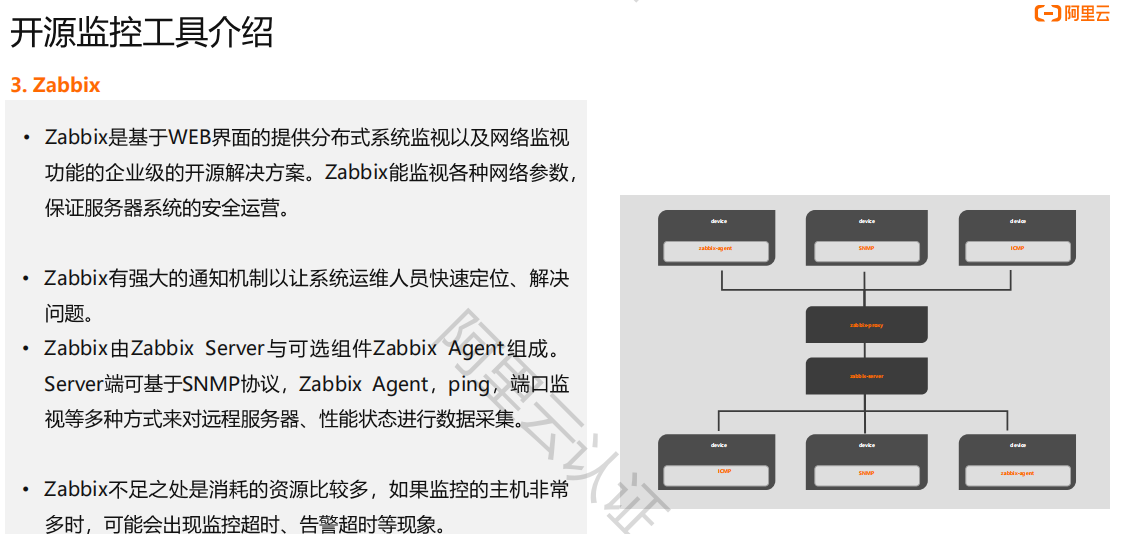 开源监控工具介绍
阿里云
3. Zabbix
• Zabbix是基于WEB界面的提供分布式系统监视以及网络监视
功能的企业级的开源解决方案。Zabbix能监视各种网络参数，
保证服务器系统的安全运营。
• Zabbix有强大的通知机制以让系统运维人员快速定位、解决
问题。
• Zabbix由Zabbix Server与可选组件Zabbix Agent组成。
Server端可基于SNMP协议，Zabbix Agent，ping，端口监
视等多种方式来对远程服务器、性能状态进行数据采集。
• Zabbix不足之处是消耗的资源比较多，如果监控的主机非常
多时，可能会出现监控超时、告警超时等现象。
device device device
zabbix-agent SNMP ICMP
zabbix-proxy
zabbix-server
device device device
ICMP SNMP zabbix-agent
阿里云认证